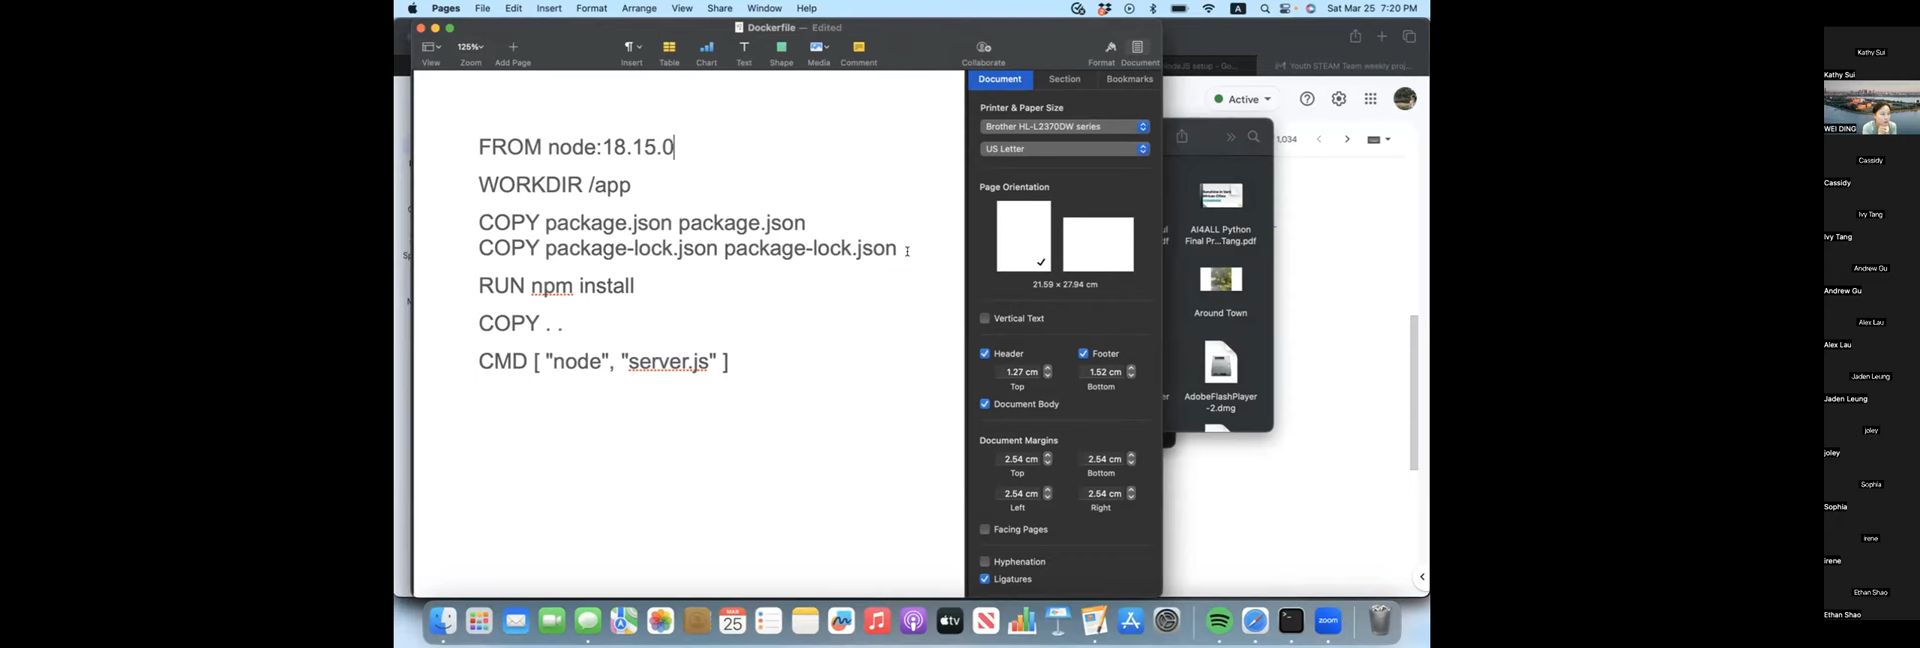 Pages File Edit Insert Format Arrange View Share Window Help
A
Sat Mar 25 7:20 PM
Dockerfile — Edited
125%
View Zoom Add Page
Insert Table Chart Text Shape Media Comment
Collaborate
Format Document
Document Section Bookmarks
FROM node:18.15.0
WORKDIR /app
COPY package.json package.json
COPY package-lock.json package-lock.json
RUN npm install
COPY . .
CMD [ "node", "server.js" ]
Printer & Paper Size
Brother HL-L2370DW series
US Letter
Page Orientation
21.59 × 27.94 cm
Vertical Text
Header Footer
1.27 cm 1.52 cm
Top Bottom
Document Body
Document Margins
2.54 cm 2.54 cm
Top Bottom
2.54 cm 2.54 cm
Left Right
Facing Pages
Hyphenation
Ligatures
Youth STEAM Team weekly proj...
Active
1,034
AI4ALL Python
Final Pr...Tang.pdf
Around Town
AdobeFlashPlayer
-2.dmg
MAR
25
tv
zoom
Kathy Sui
Kathy Sui
WEI DING
Cassidy
Cassidy
Ivy Tang
Ivy Tang
Andrew Gu
Andrew Gu
Alex Lau
Alex Lau
Jaden Leung
Jaden Leung
joley
joley
Sophia
Sophia
irene
irene
Ethan Shao
Ethan Shao